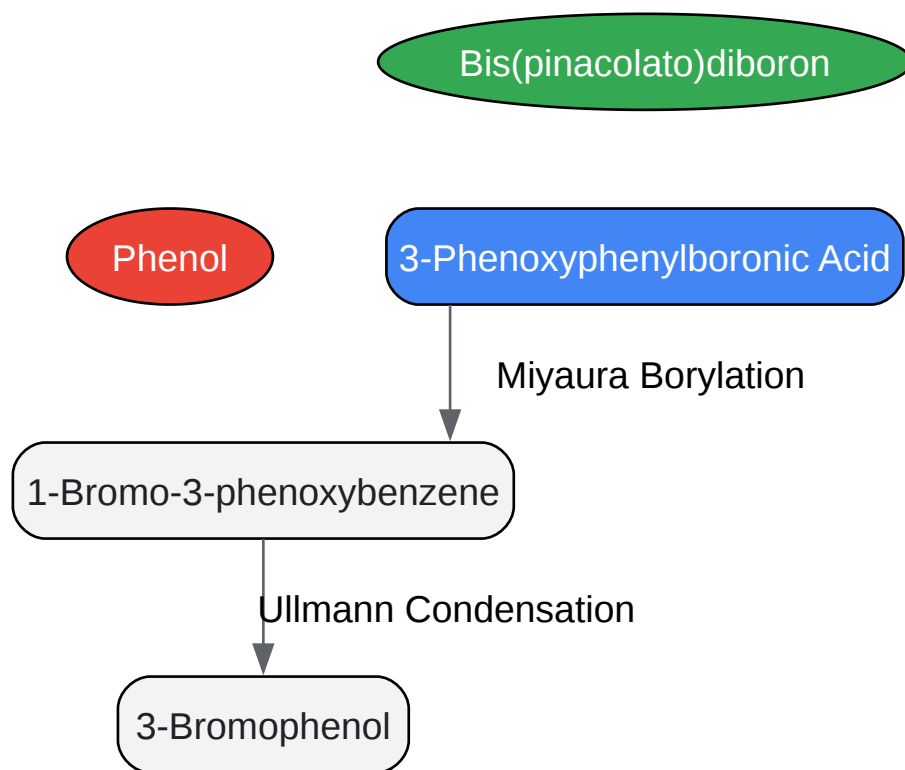 Bis(pinacolato)diboron
Phenol
3-Phenoxyphenylboronic Acid
Miyaura Borylation
1-Bromo-3-phenoxybenzene
Ullmann Condensation
3-Bromophenol